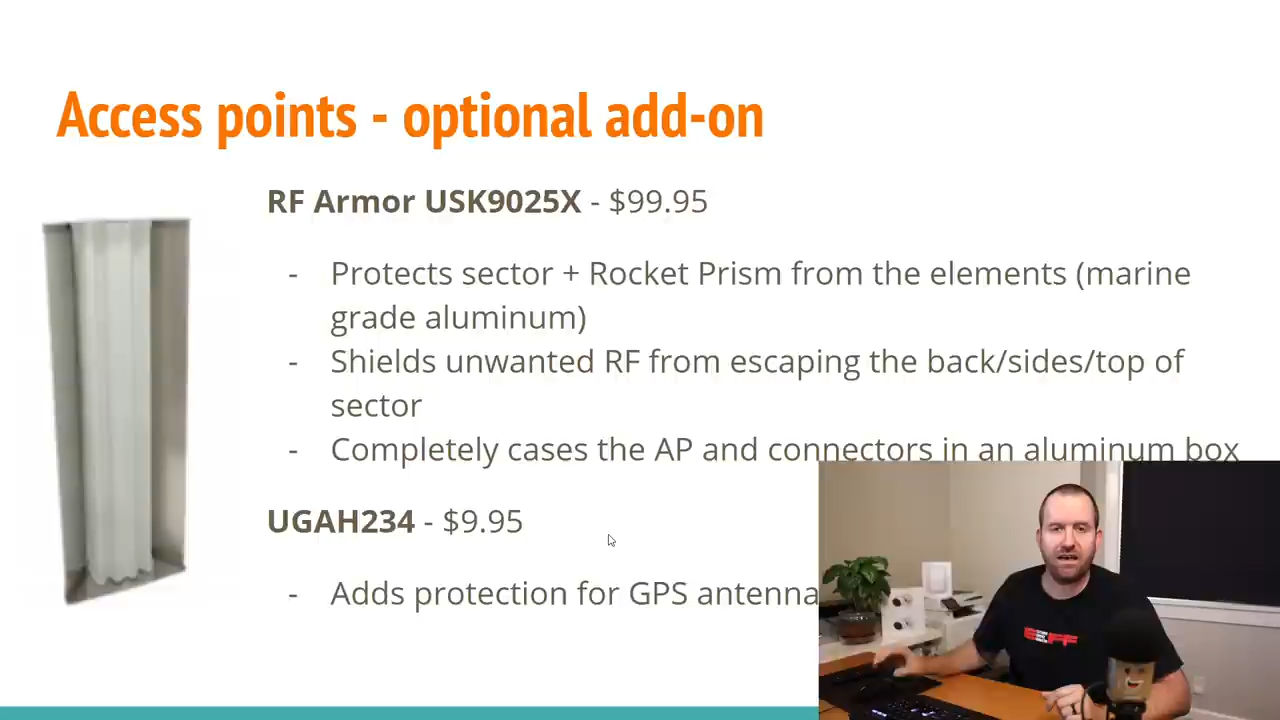 Access points - optional add-on
RF Armor USK9025X - $99.95
- Protects sector + Rocket Prism from the elements (marine
grade aluminum)
- Shields unwanted RF from escaping the back/sides/top of
sector
- Completely cases the AP and connectors in an aluminum box
UGAH234 - $9.95
- Adds protection for GPS antenna